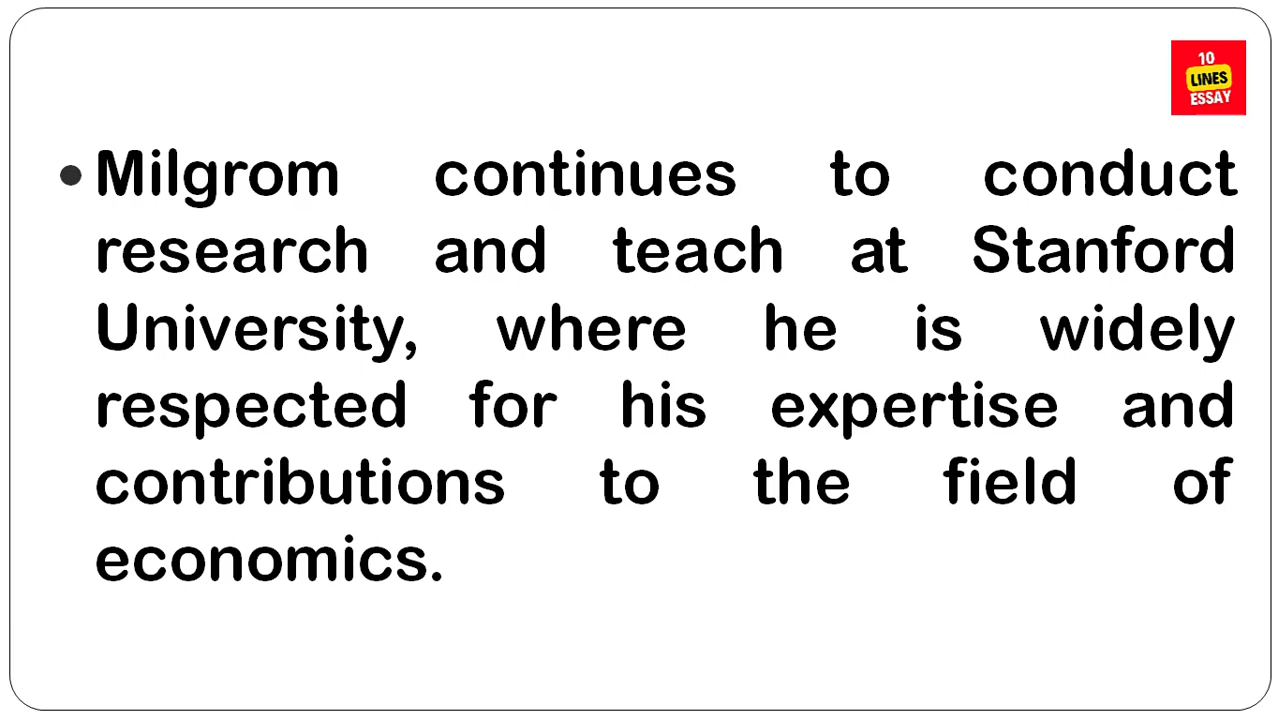 10
LINES
ESSAY
• Milgrom continues to conduct
research and teach at Stanford
University, where he is widely
respected for his expertise and
contributions to the field of
economics.